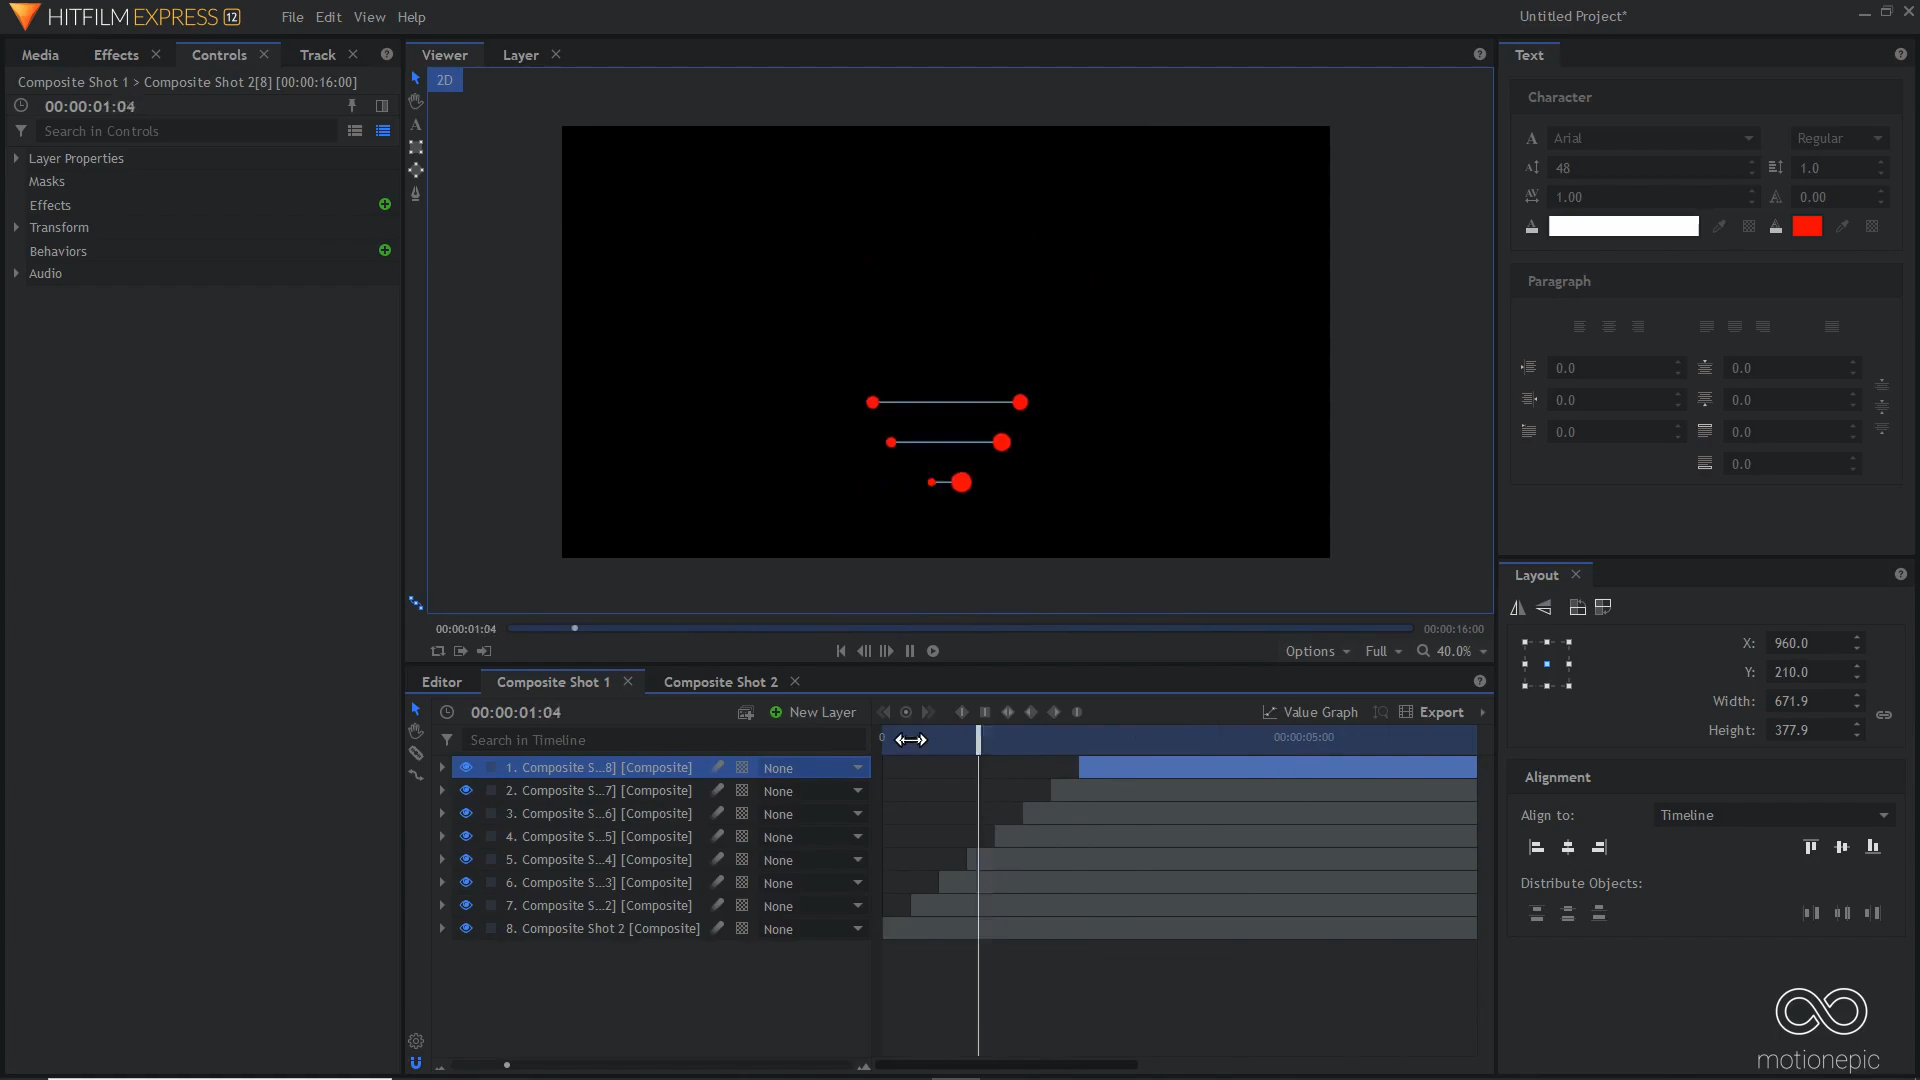 HITFILM EXPRESS 12
File Edit View Help
Untitled Project*
Media Effects Controls Track
Composite Shot 1 > Composite Shot 2[8] [00:00:16:00]
00:00:01:04
Search in Controls
Layer Properties
Masks
Effects
Transform
Behaviors
Audio
Viewer Layer
2D
A
00:00:01:04
00:00:16:00
Options Full 40.0%
Editor Composite Shot 1 Composite Shot 2
00:00:01:04
New Layer
Value Graph
Export
Search in Timeline
0
00:00:05:00
1. Composite S...8] [Composite] None
2. Composite S...7] [Composite] None
3. Composite S...6] [Composite] None
4. Composite S...5] [Composite] None
5. Composite S...4] [Composite] None
6. Composite S...3] [Composite] None
7. Composite S...2] [Composite] None
8. Composite Shot 2 [Composite] None
Text
Character
A Arial Regular
48 1.0
1.00 0.00
Paragraph
0.0 0.0
0.0 0.0
0.0 0.0
0.0
Layout
X: 960.0
Y: 210.0
Width: 671.9
Height: 377.9
Alignment
Align to: Timeline
Distribute Objects:
motionepic